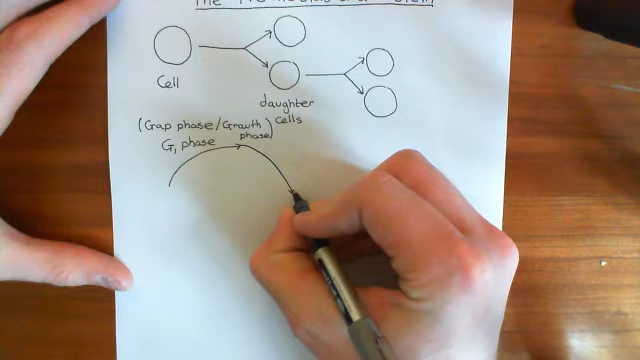 Cell
daughter
cells
(Gap phase/Growth
phase)
G₁ phase